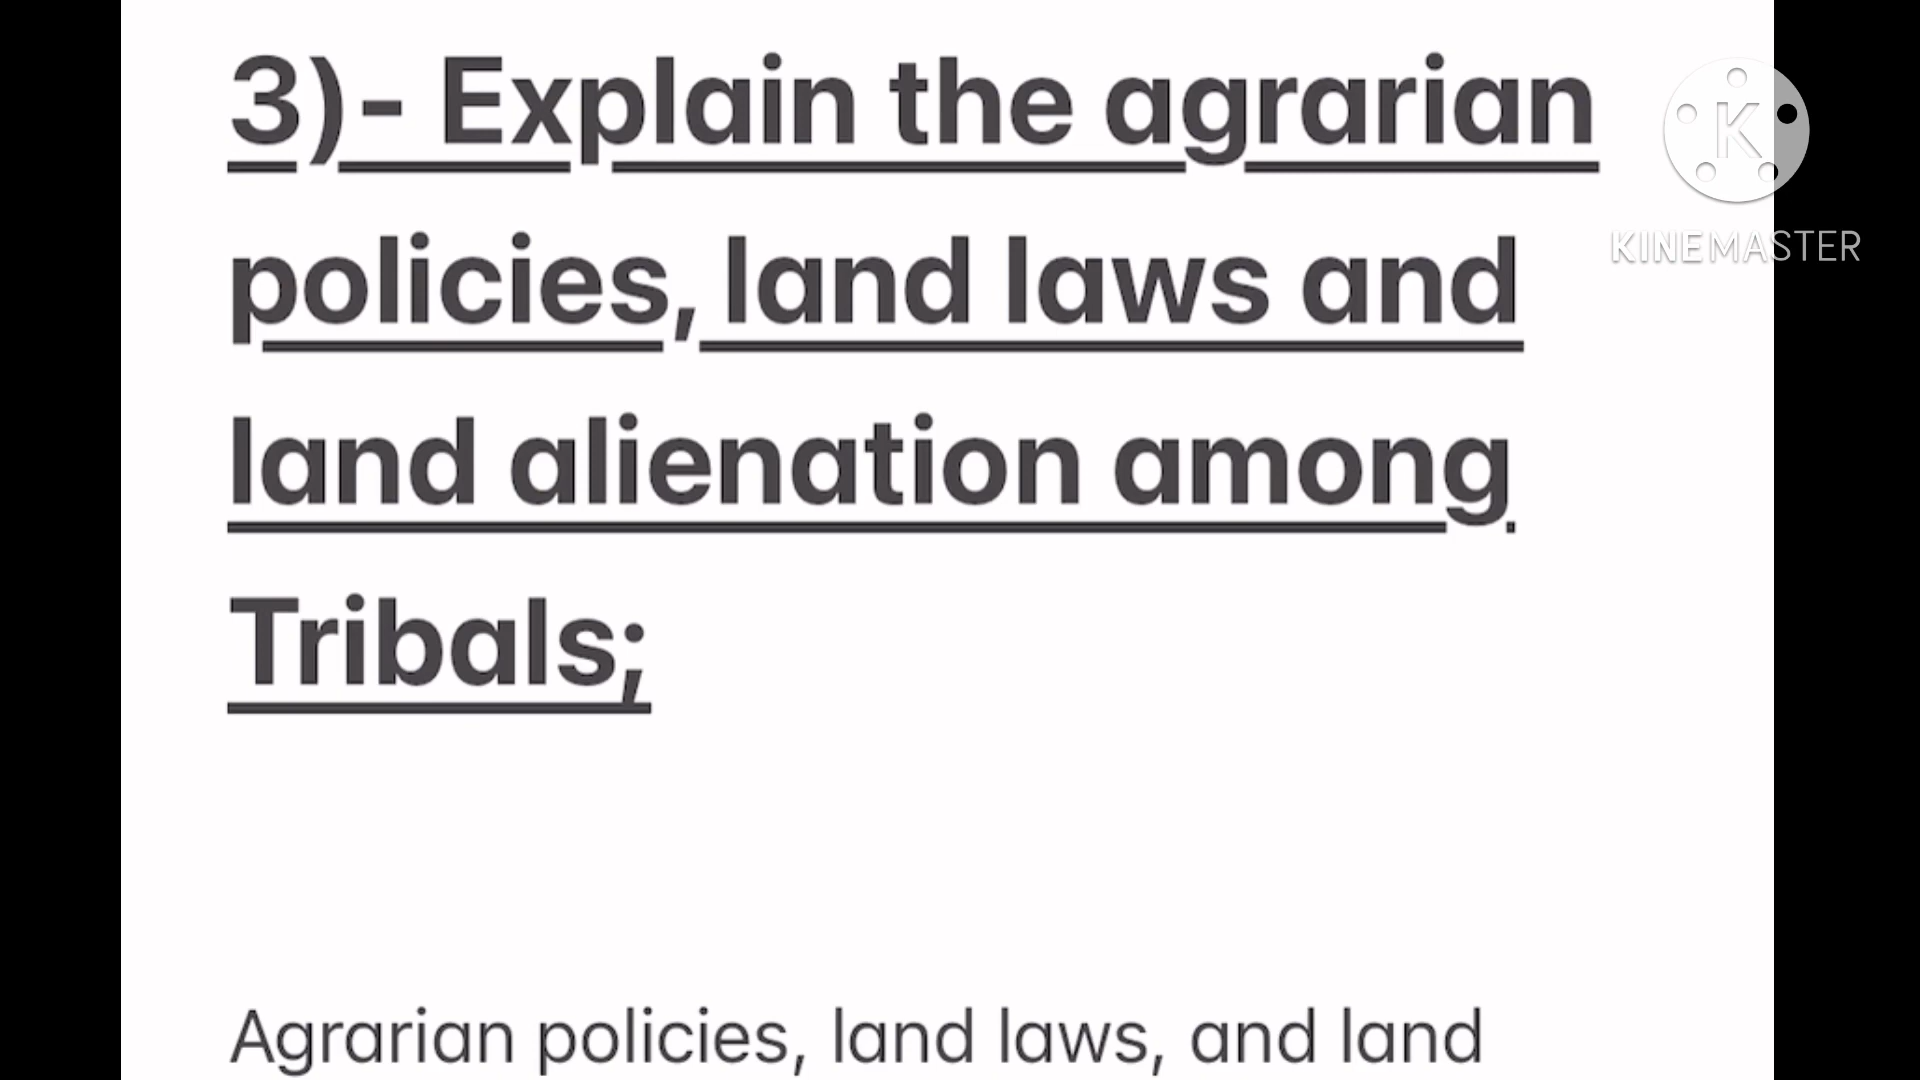 3)- Explain the agrarian
policies, land laws and
land alienation among
Tribals;
K
KINEMASTER
Agrarian policies, land laws, and land